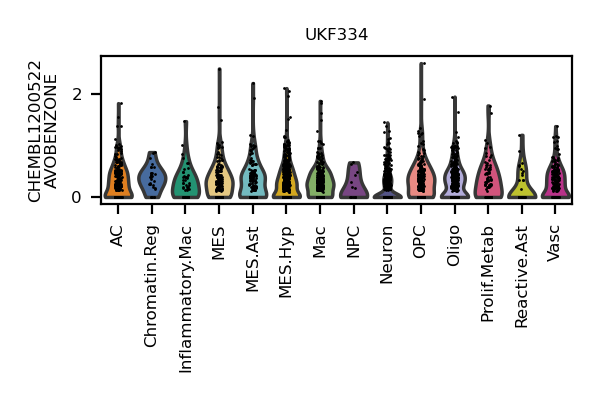 UKF334
CHEMBL1200522
AVOBENZONE
2
0
AC
Chromatin.Reg
Inflammatory.Mac
MES
MES.Ast
MES.Hyp
Mac
NPC
Neuron
OPC
Oligo
Prolif.Metab
Reactive.Ast
Vasc